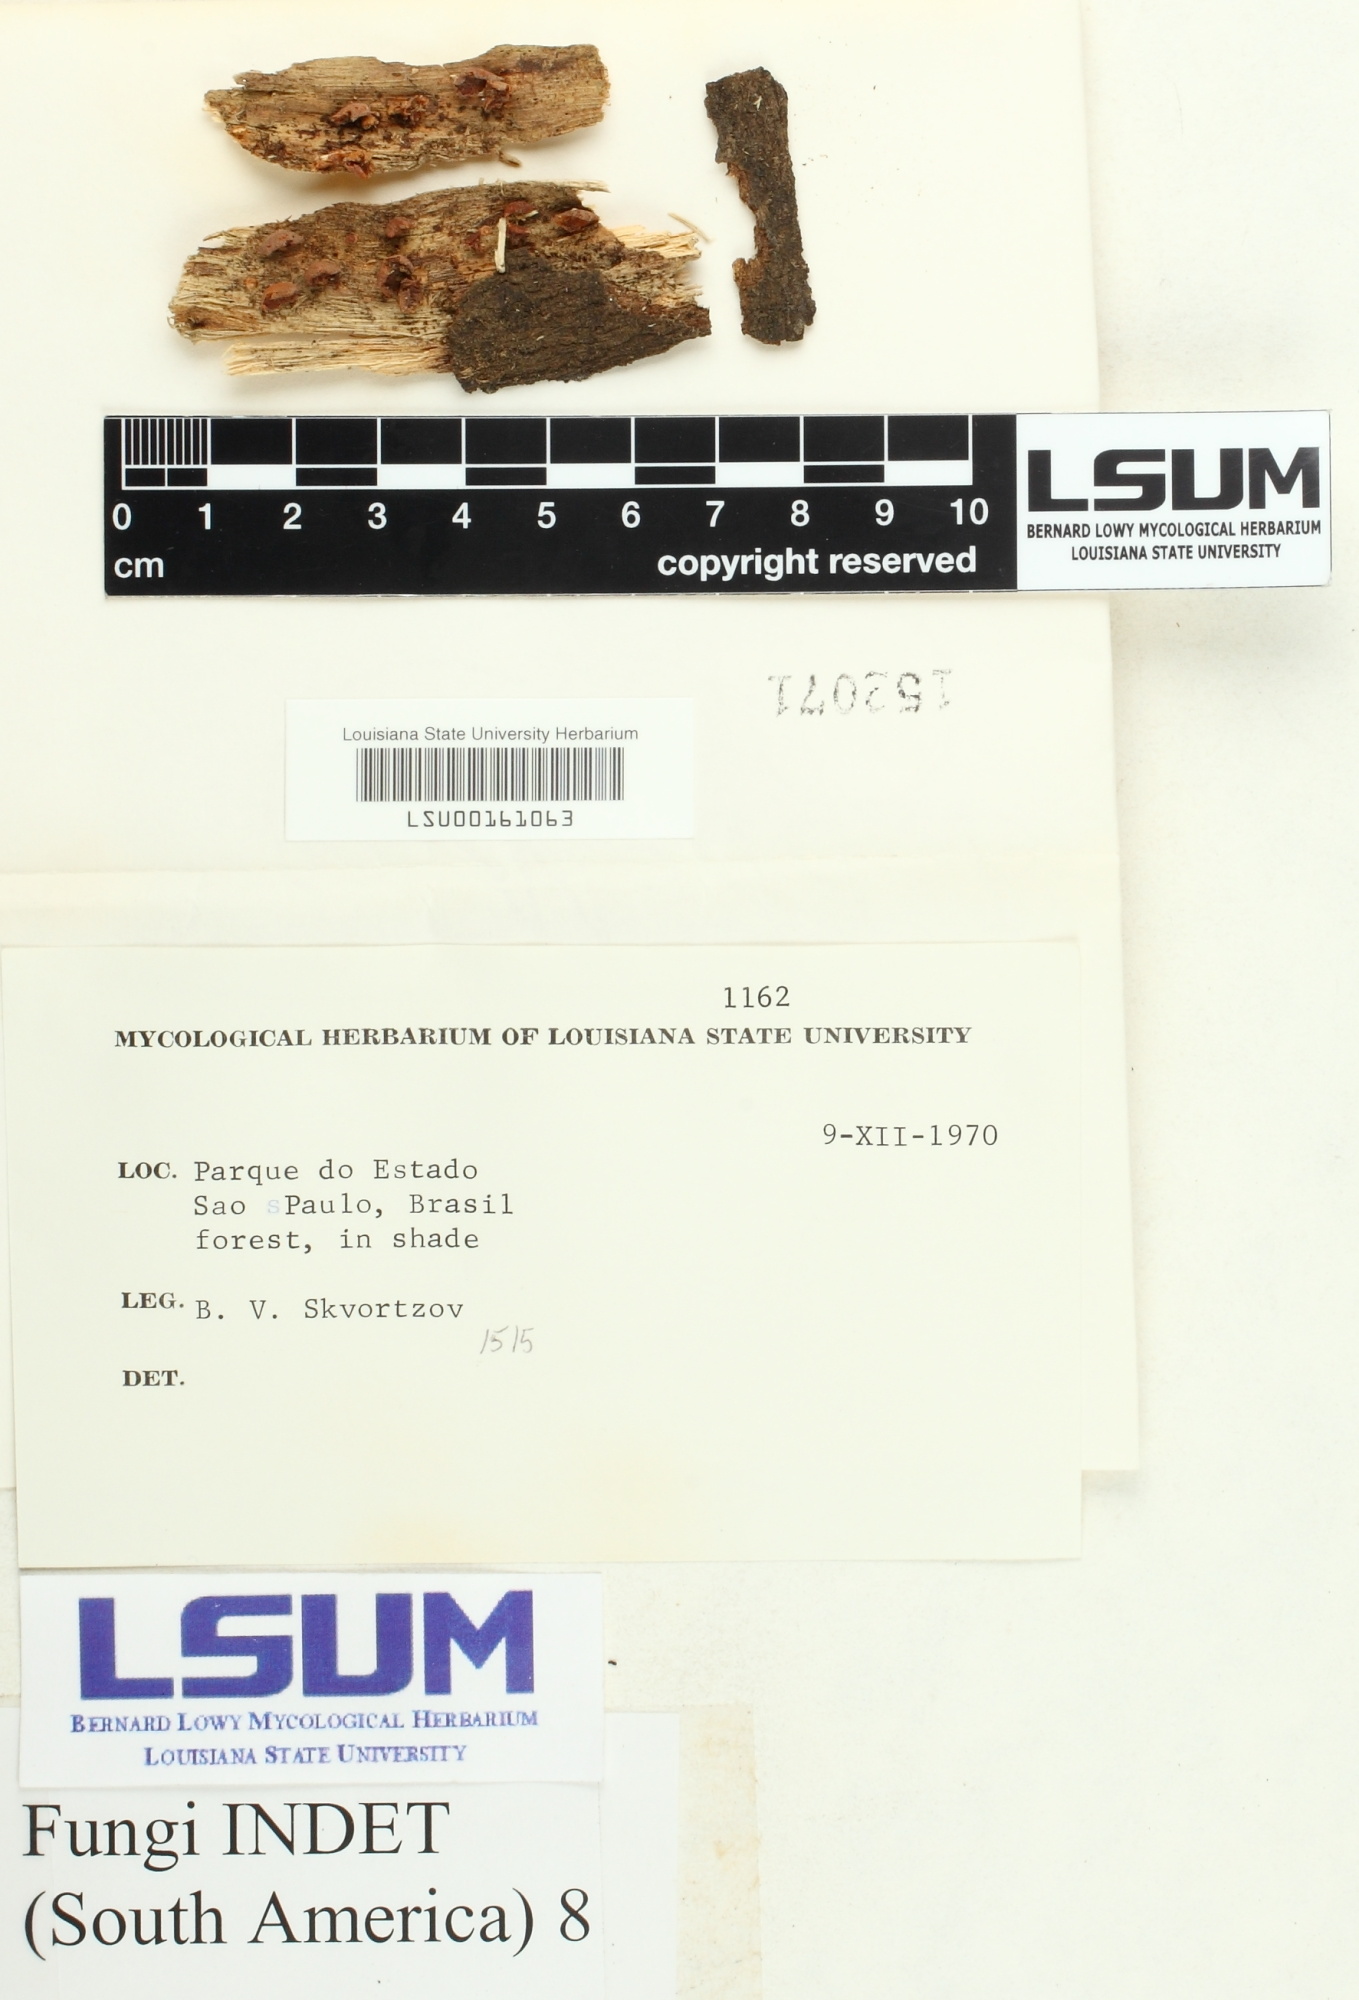 0 1 2 3 4 5 6 7 8 9 10
cm copyright reserved
LSUM
BERNARD LOWY MYCOLOGICAL HERBARIUM
LOUISIANA STATE UNIVERSITY
152071
Louisiana State University Herbarium
LSU00161063
1162
MYCOLOGICAL HERBARIUM OF LOUISIANA STATE UNIVERSITY
9-XII-1970
LOC. Parque do Estado
Sao sPaulo, Brasil
forest, in shade
LEG. B. V. Skvortzov
1515
DET.
LSUM
BERNARD LOWY MYCOLOGICAL HERBARIUM
LOUISIANA STATE UNIVERSITY
Fungi INDET
(South America) 8